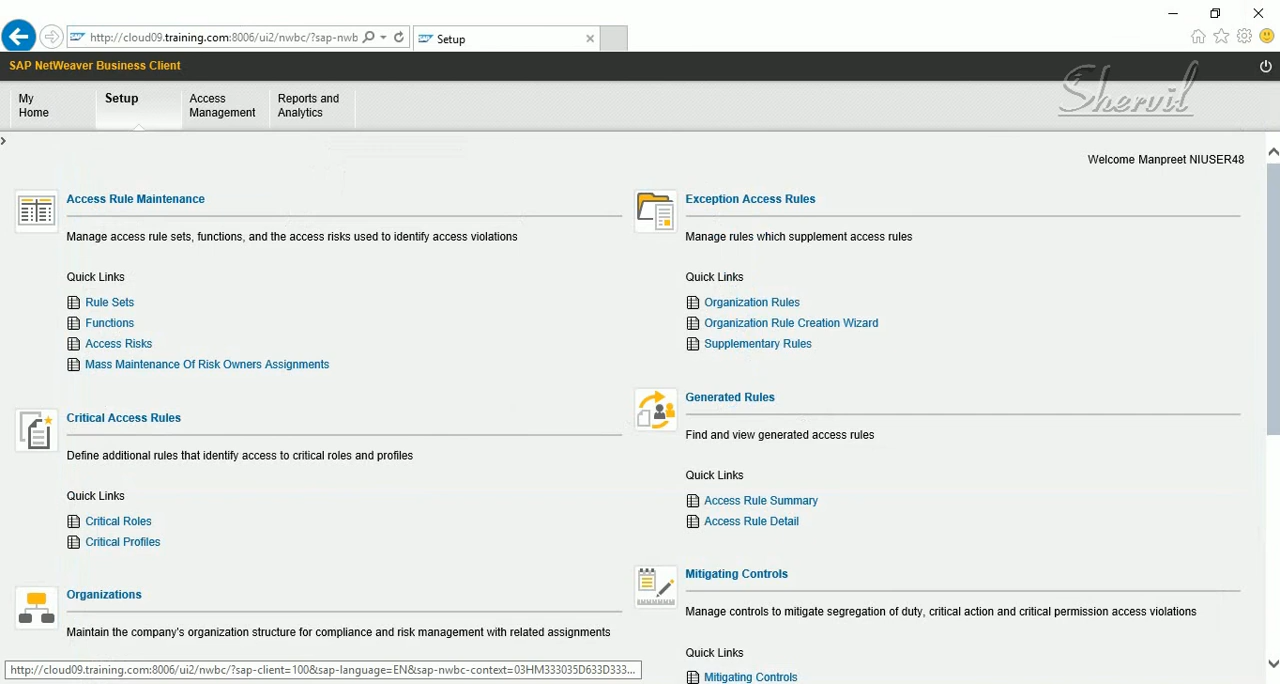 http://cloud09.training.com:8006/ui2/nwbc/?sap-nwb
Setup
SAP NetWeaver Business Client
My Home
Setup
Access Management
Reports and Analytics
Shervil
Welcome Manpreet NIUSER48
Access Rule Maintenance
Manage access rule sets, functions, and the access risks used to identify access violations
Quick Links
Rule Sets
Functions
Access Risks
Mass Maintenance Of Risk Owners Assignments
Critical Access Rules
Define additional rules that identify access to critical roles and profiles
Quick Links
Critical Roles
Critical Profiles
Organizations
Maintain the company's organization structure for compliance and risk management with related assignments
Exception Access Rules
Manage rules which supplement access rules
Quick Links
Organization Rules
Organization Rule Creation Wizard
Supplementary Rules
Generated Rules
Find and view generated access rules
Quick Links
Access Rule Summary
Access Rule Detail
Mitigating Controls
Manage controls to mitigate segregation of duty, critical action and critical permission access violations
Quick Links
Mitigating Controls
http://cloud09.training.com:8006/ui2/nwbc/?sap-client=100&sap-language=EN&sap-nwbc-context=03HM333035D633D333...